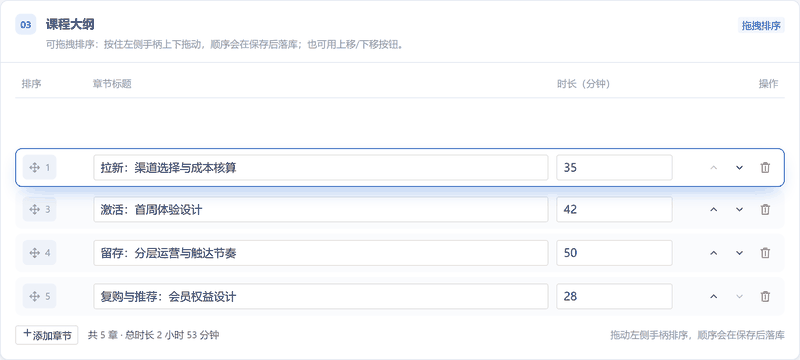 03 课程大纲
可拖拽排序：按住左侧手柄上下拖动，顺序会在保存后落库；也可用上移/下移按钮。
拖拽排序
排序 章节标题 时长（分钟） 操作
1 拉新：渠道选择与成本核算 35
3 激活：首周体验设计 42
4 留存：分层运营与触达节奏 50
5 复购与推荐：会员权益设计 28
+添加章节 共 5 章 · 总时长 2 小时 53 分钟 拖动左侧手柄排序，顺序会在保存后落库